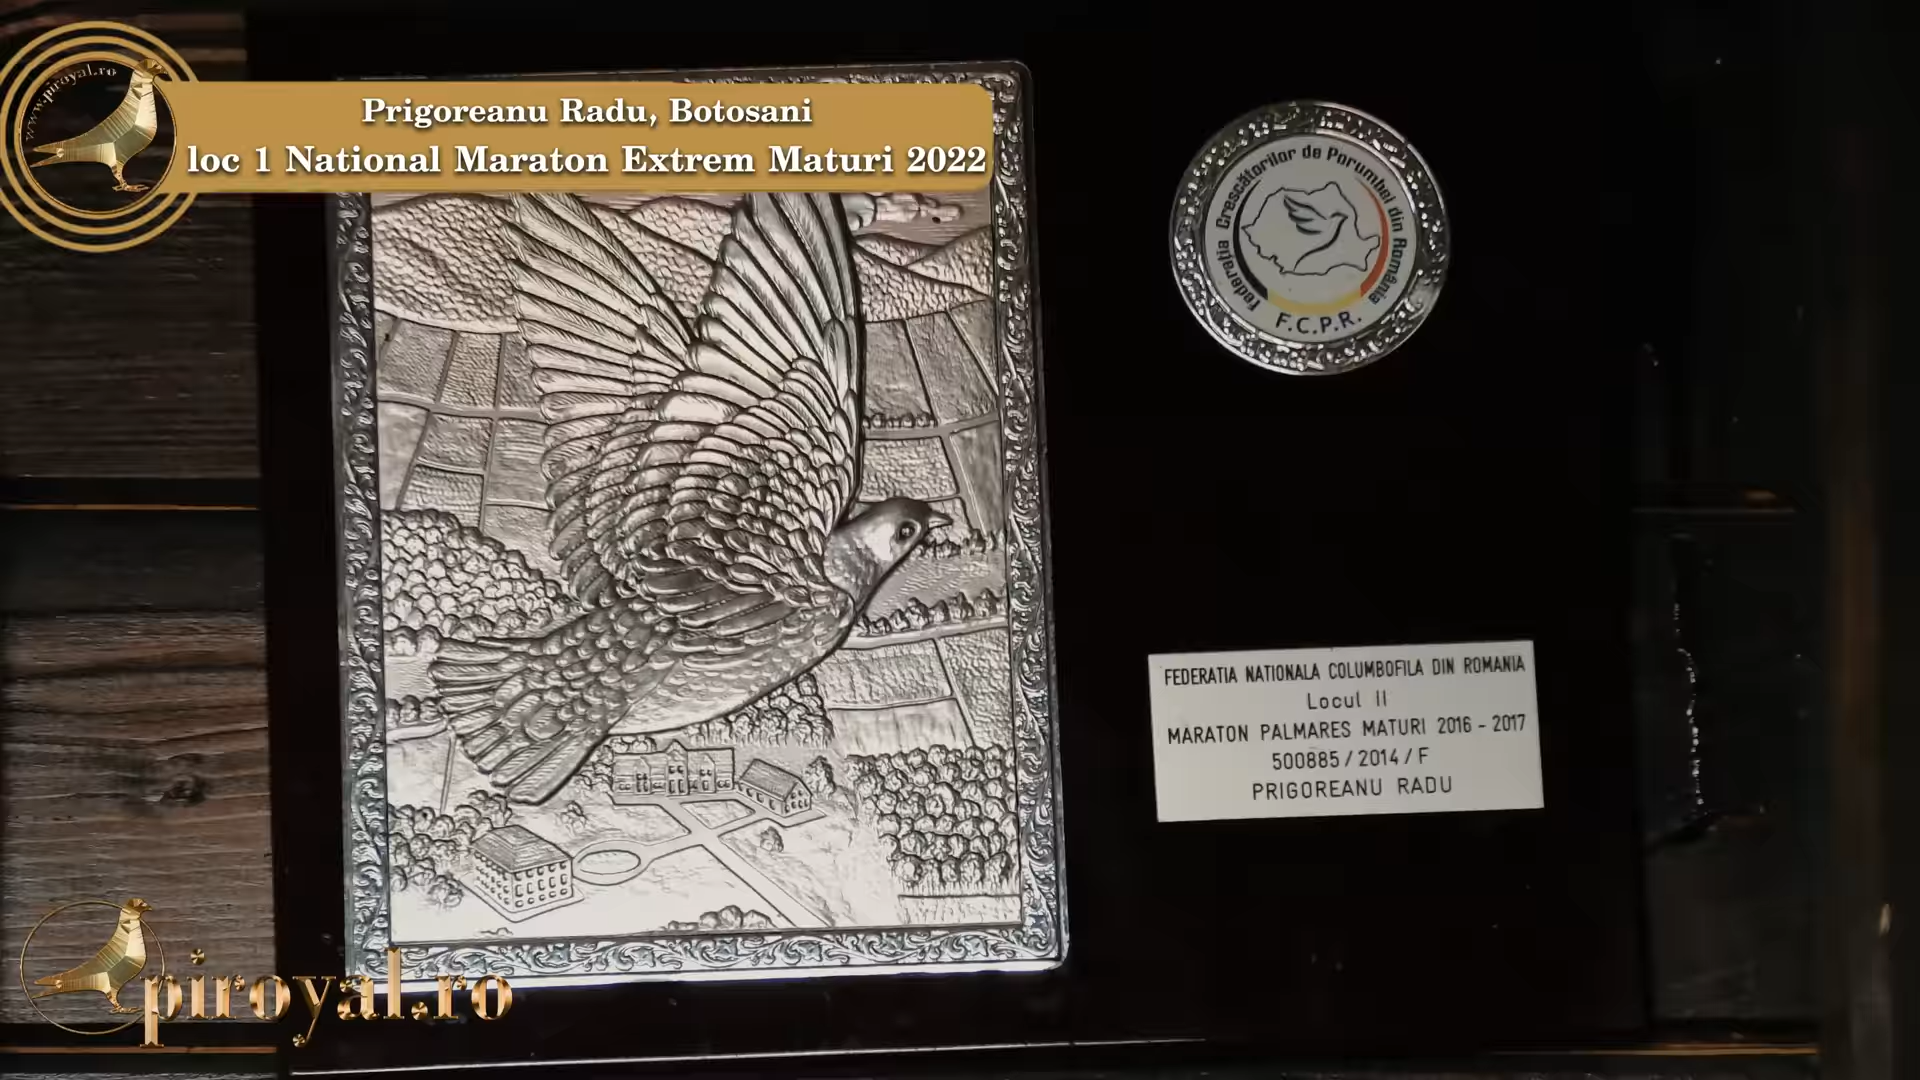 www.piroyal.ro
Prigoreanu Radu, Botosani
loc 1 National Maraton Extrem Maturi 2022
Federația Crescătorilor de Porumbei din România
F.C.P.R.
FEDERATIA NATIONALA COLUMBOFILA DIN ROMANIA
Locul II
MARATON PALMARES MATURI 2016 - 2017
500885 / 2014 / F
PRIGOREANU RADU
piroyal.ro